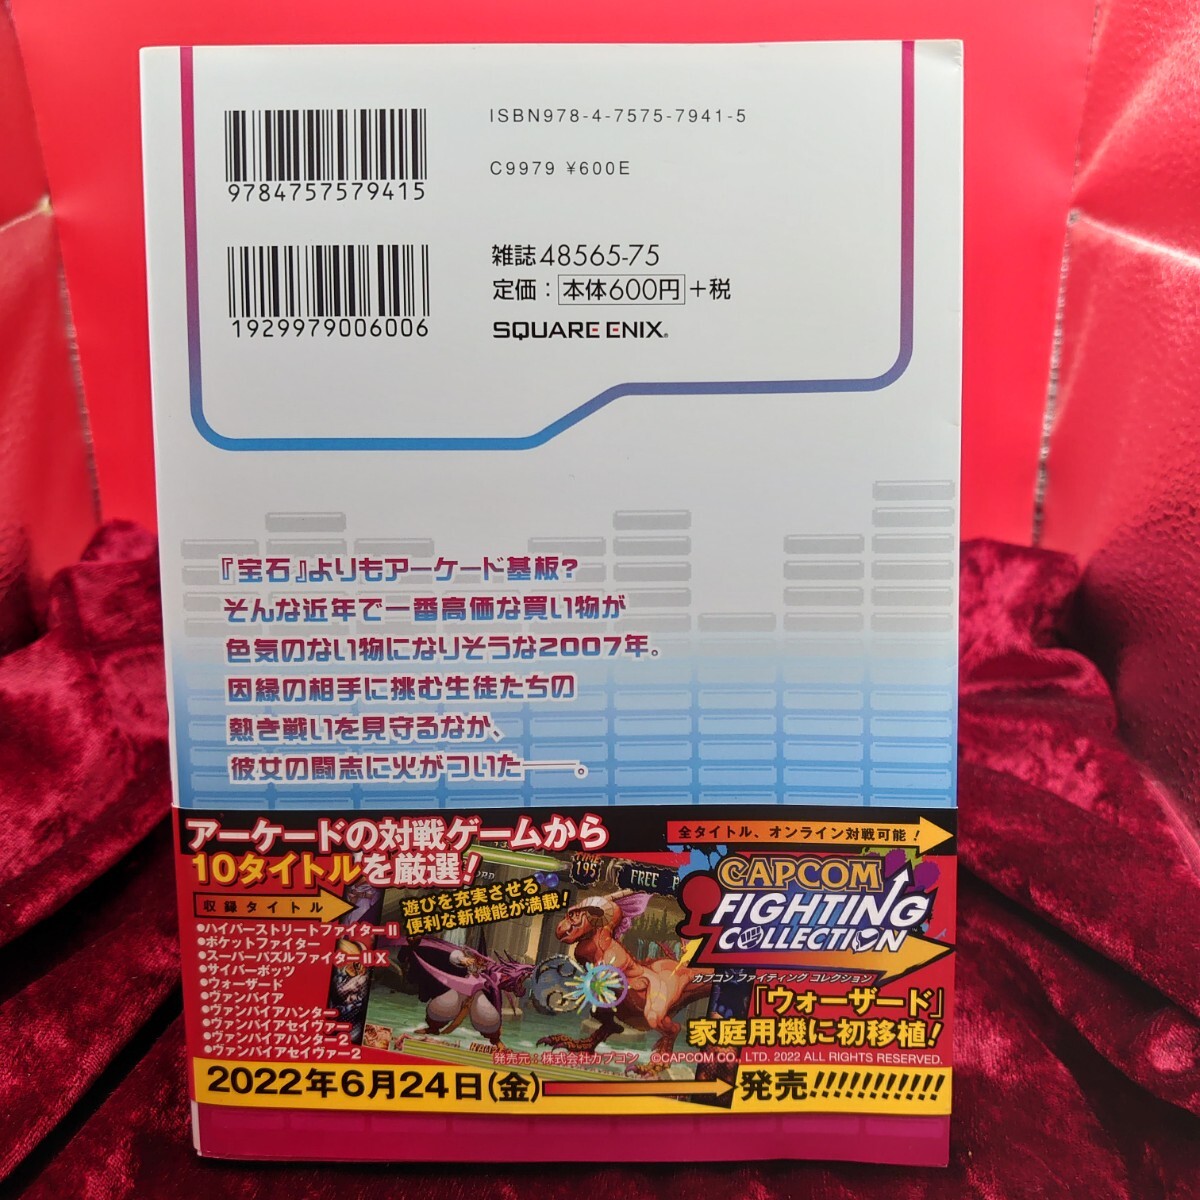 ISBN978-4-7575-7941-5
9784757579415
C9979 ¥600E
雑誌48565-75
定価：本体600円+税
1929979006006
SQUARE ENIX®
『宝石』よりもアーケード基板?
そんな近年で一番高価な買い物が
色気のない物になりそうな2007年。
因縁の相手に挑む生徒たちの
熱き戦いを見守るなか、
彼女の闘志に火がついた――。
アーケードの対戦ゲームから
10タイトルを厳選!
収録タイトル
●ハイパーストリートファイターII
●ポケットファイター
●スーパーパズルファイターII X
●サイバーボッツ
●ウォーザード
●ヴァンパイア
●ヴァンパイアハンター
●ヴァンパイアセイヴァー
●ヴァンパイアハンター2
●ヴァンパイアセイヴァー2
遊びを充実させる
便利な新機能が満載!
TIME
195
FREE P
全タイトル、オンライン対戦可能!
CAPCOM
FIGHTING
COLLECTION
カプコン ファイティング コレクション
「ウォーザード」
家庭用機に初移植!
発売元：株式会社カプコン ©CAPCOM CO., LTD. 2022 ALL RIGHTS RESERVED.
2022年6月24日(金) 発売!!!!!!!!!!!